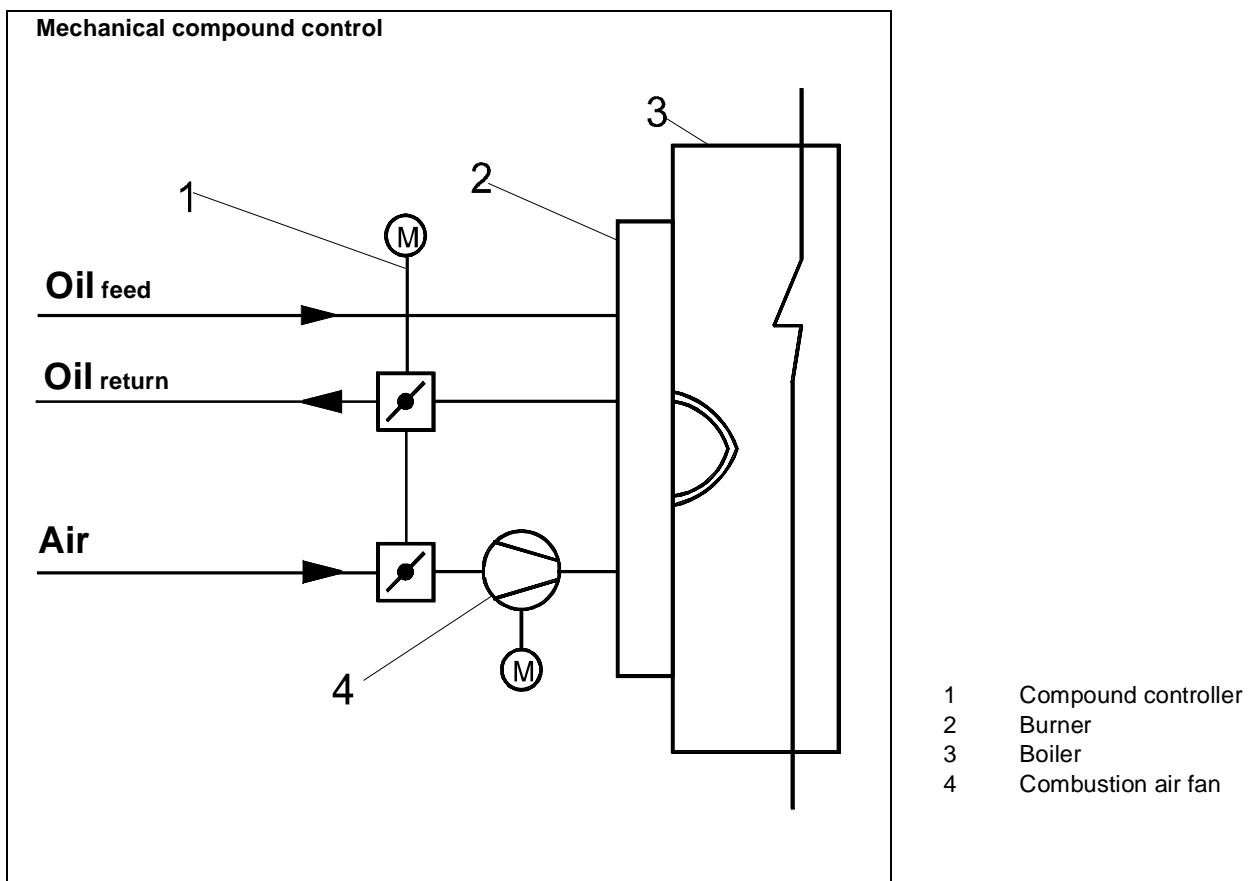 Mechanical compound control
3
2
1
M
Oil feed
Oil return
Air
4
M
1 Compound controller
2 Burner
3 Boiler
4 Combustion air fan